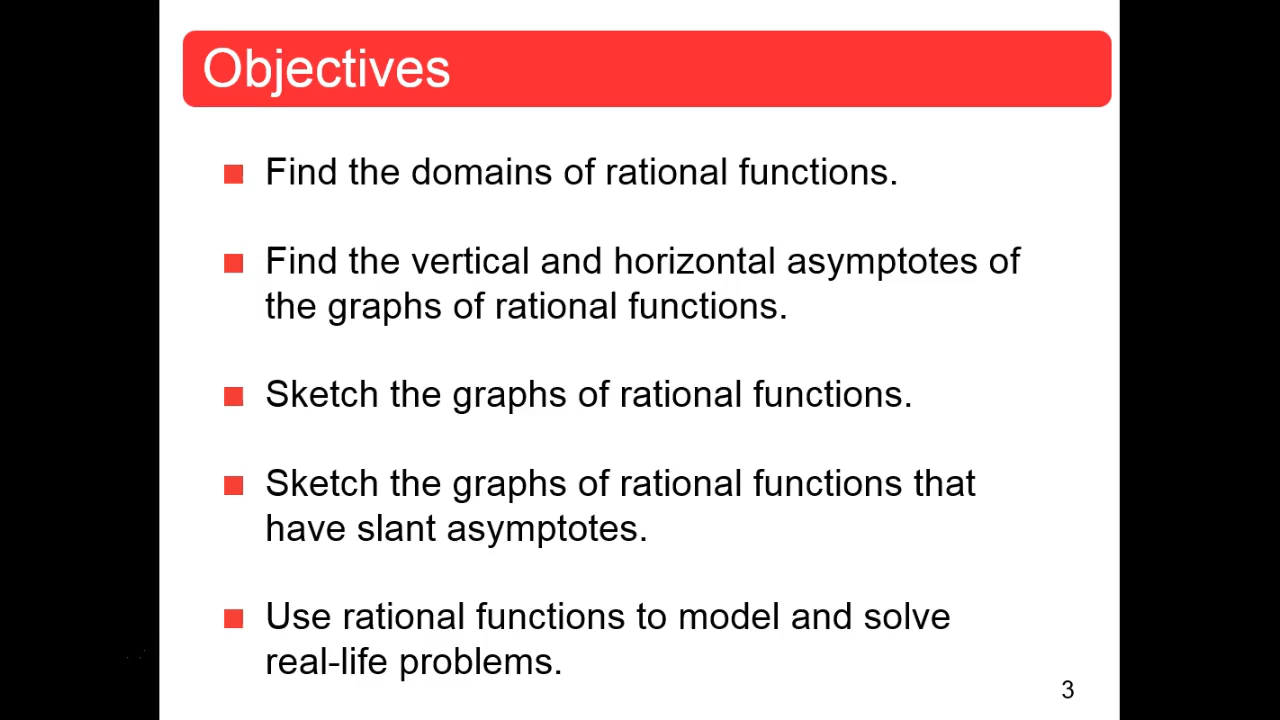 Objectives
Find the domains of rational functions.
Find the vertical and horizontal asymptotes of
the graphs of rational functions.
Sketch the graphs of rational functions.
Sketch the graphs of rational functions that
have slant asymptotes.
Use rational functions to model and solve
real-life problems.
3